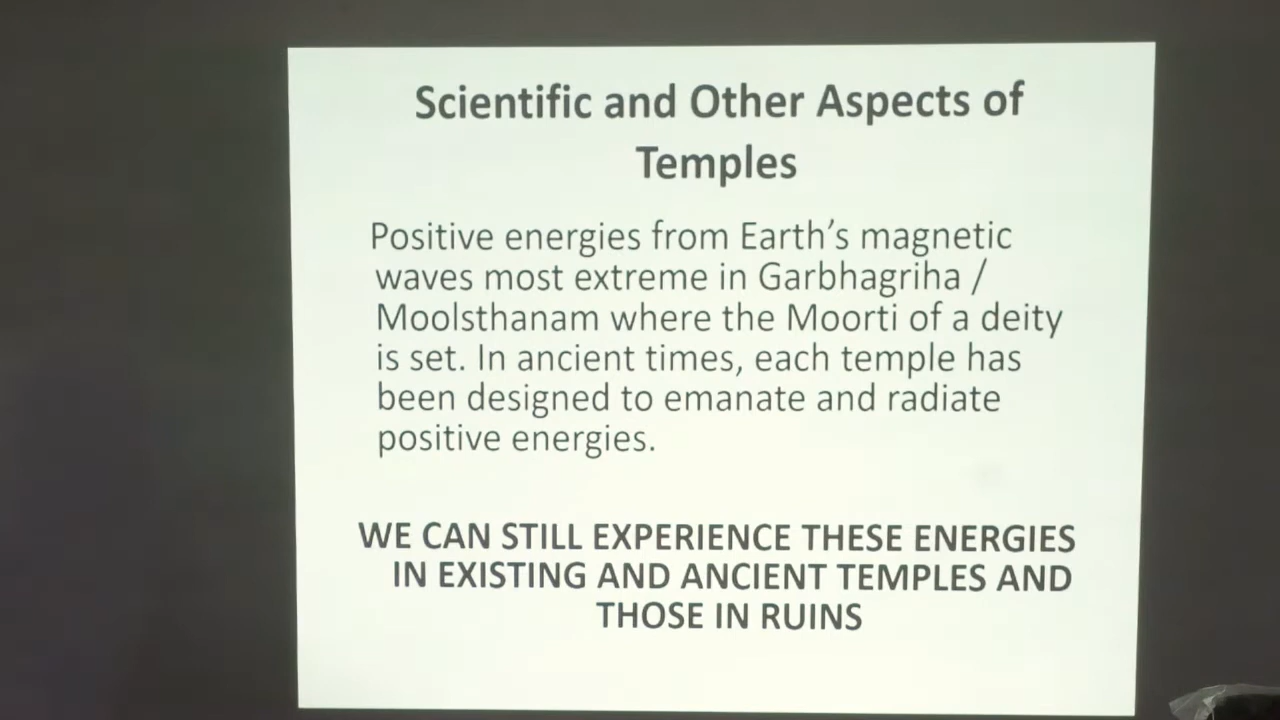 Scientific and Other Aspects of
Temples
Positive energies from Earth's magnetic
waves most extreme in Garbhagriha /
Moolsthanam where the Moorti of a deity
is set. In ancient times, each temple has
been designed to emanate and radiate
positive energies.
WE CAN STILL EXPERIENCE THESE ENERGIES
IN EXISTING AND ANCIENT TEMPLES AND
THOSE IN RUINS